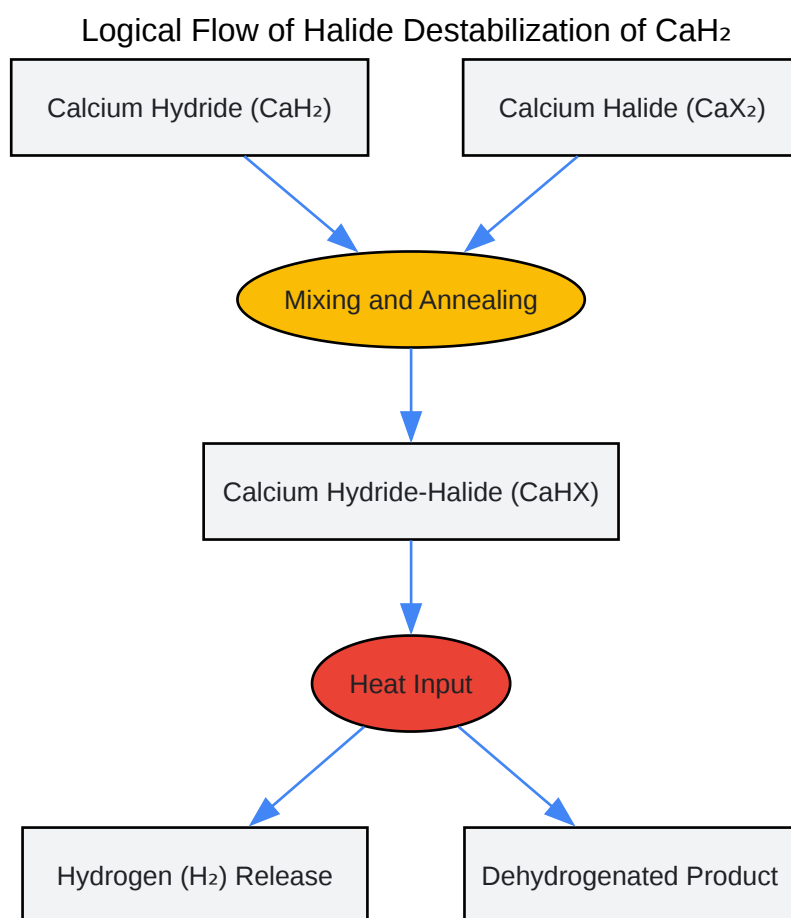 Logical Flow of Halide Destabilization of CaH₂
Calcium Hydride (CaH₂)
Calcium Halide (CaX₂)
Mixing and Annealing
Calcium Hydride-Halide (CaHX)
Heat Input
Hydrogen (H₂) Release
Dehydrogenated Product